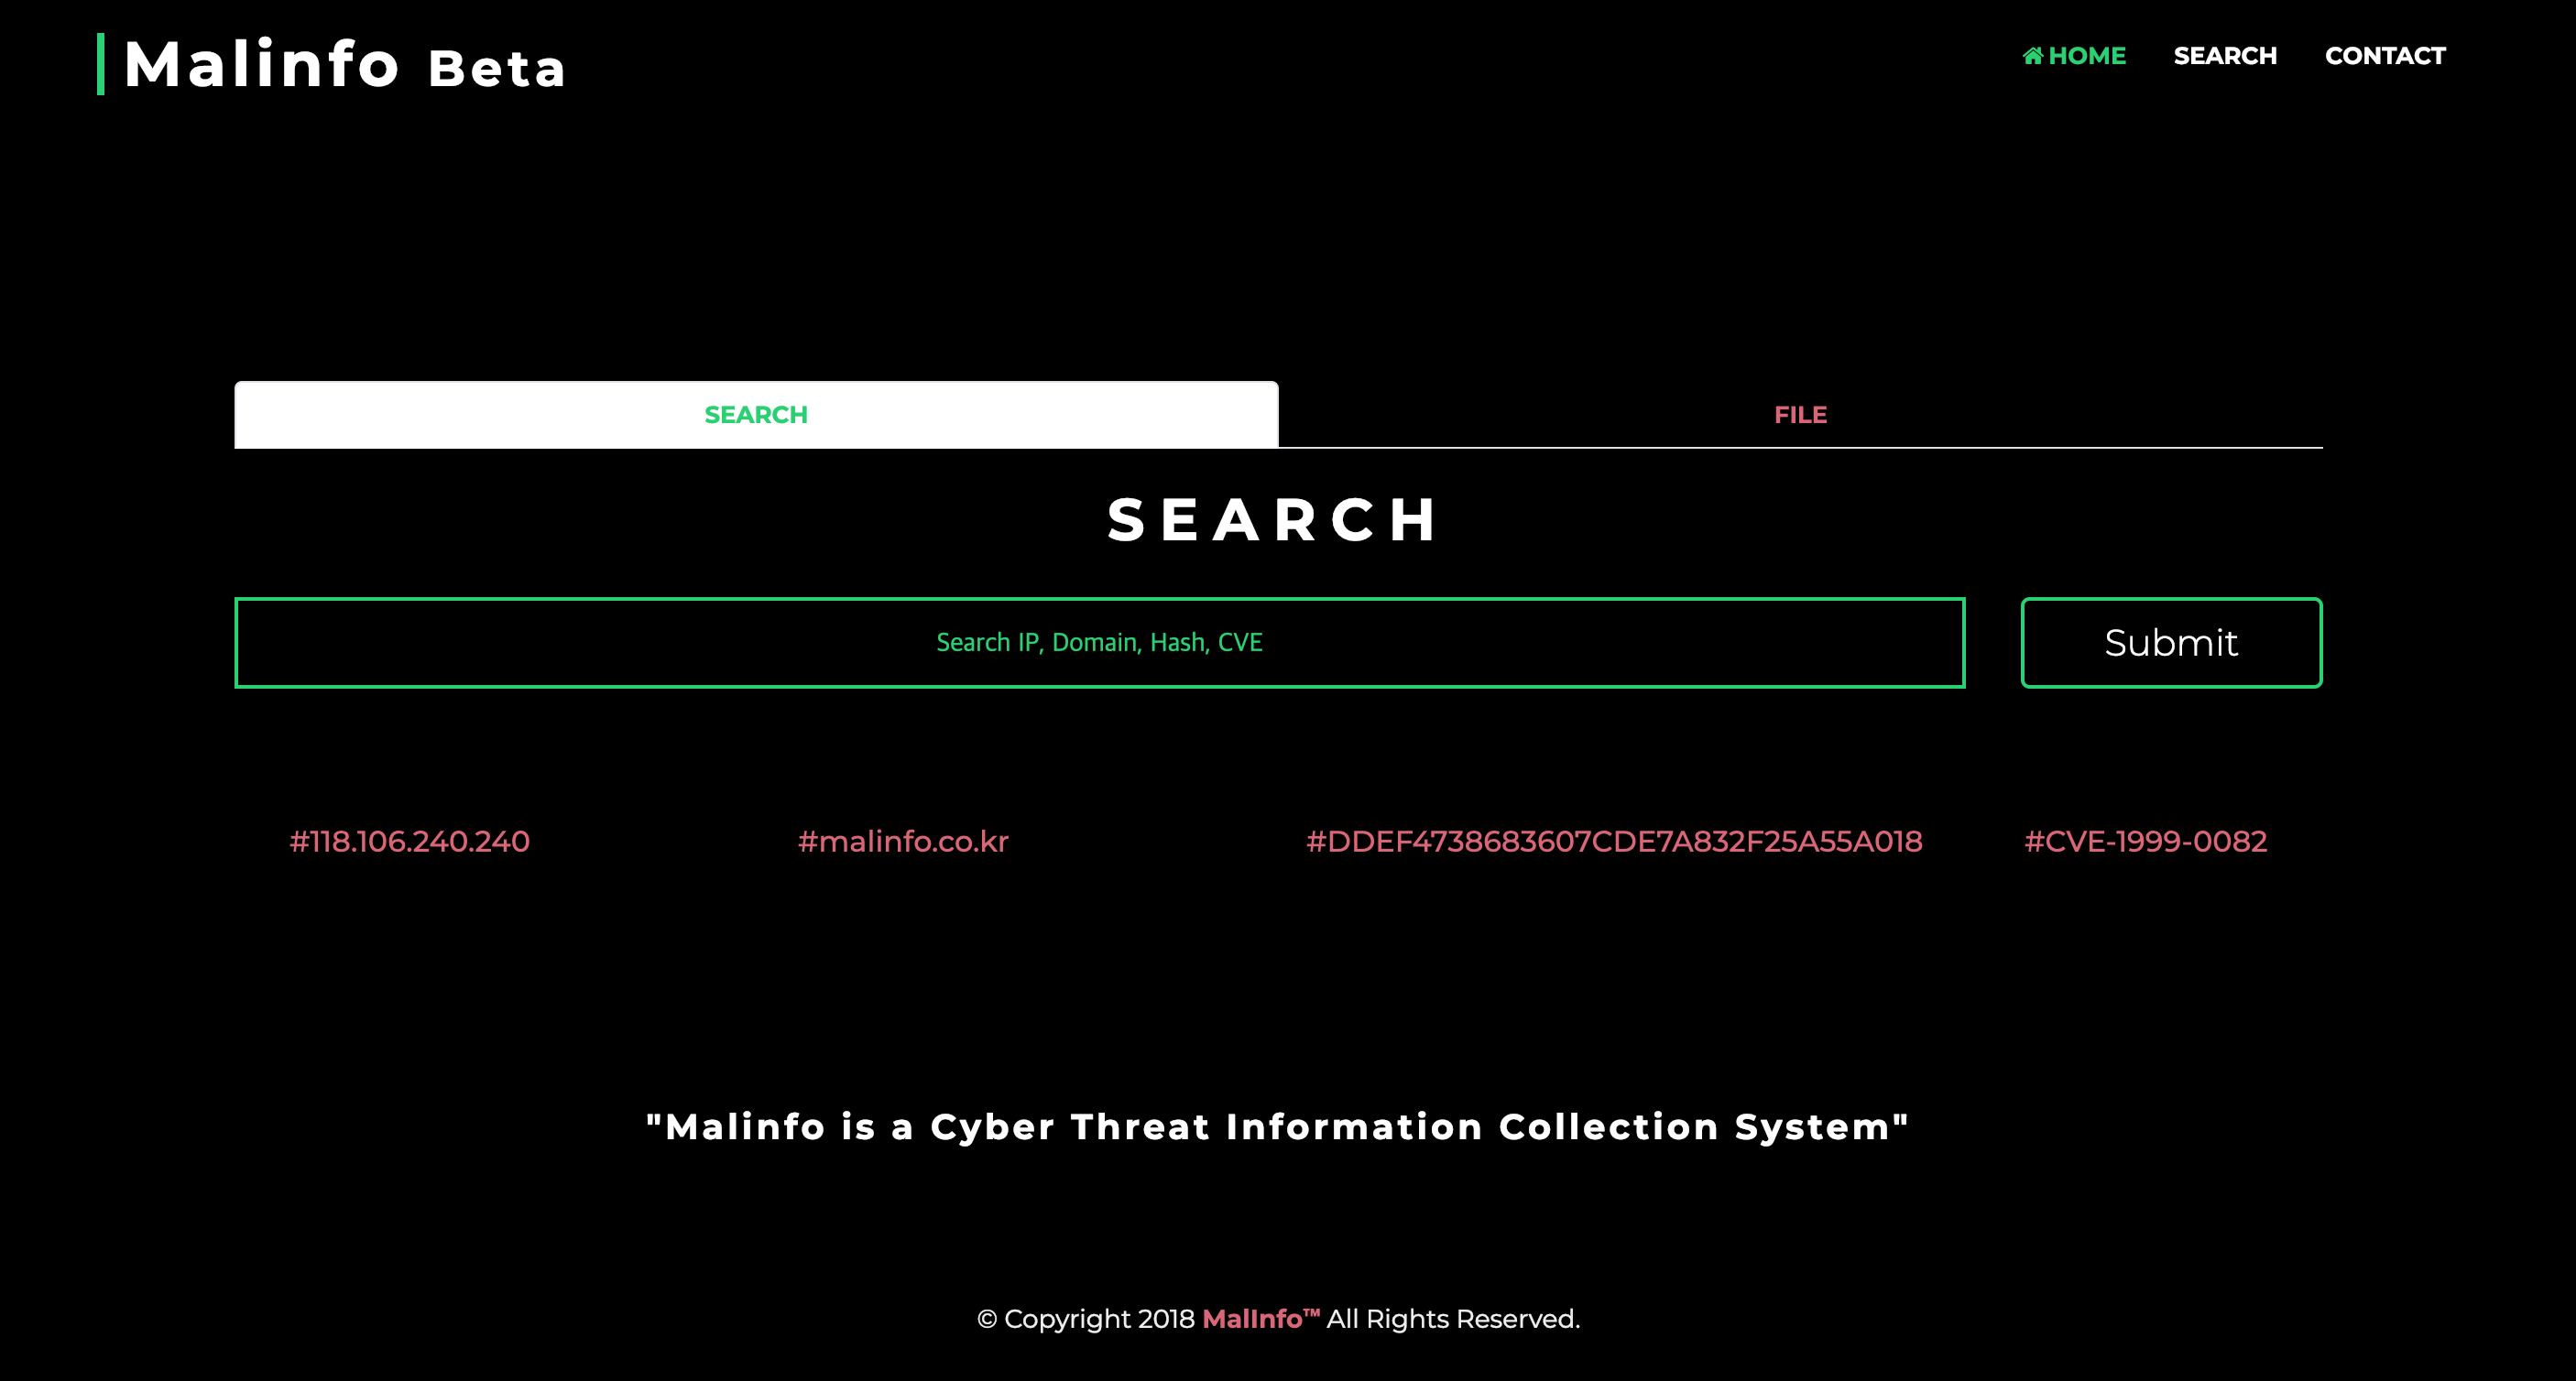 Malinfo Beta
HOME SEARCH CONTACT
SEARCH FILE
SEARCH
Search IP, Domain, Hash, CVE Submit
#118.106.240.240 #malinfo.co.kr #DDEF4738683607CDE7A832F25A55A018 #CVE-1999-0082
"Malinfo is a Cyber Threat Information Collection System"
© Copyright 2018 MalInfo™ All Rights Reserved.